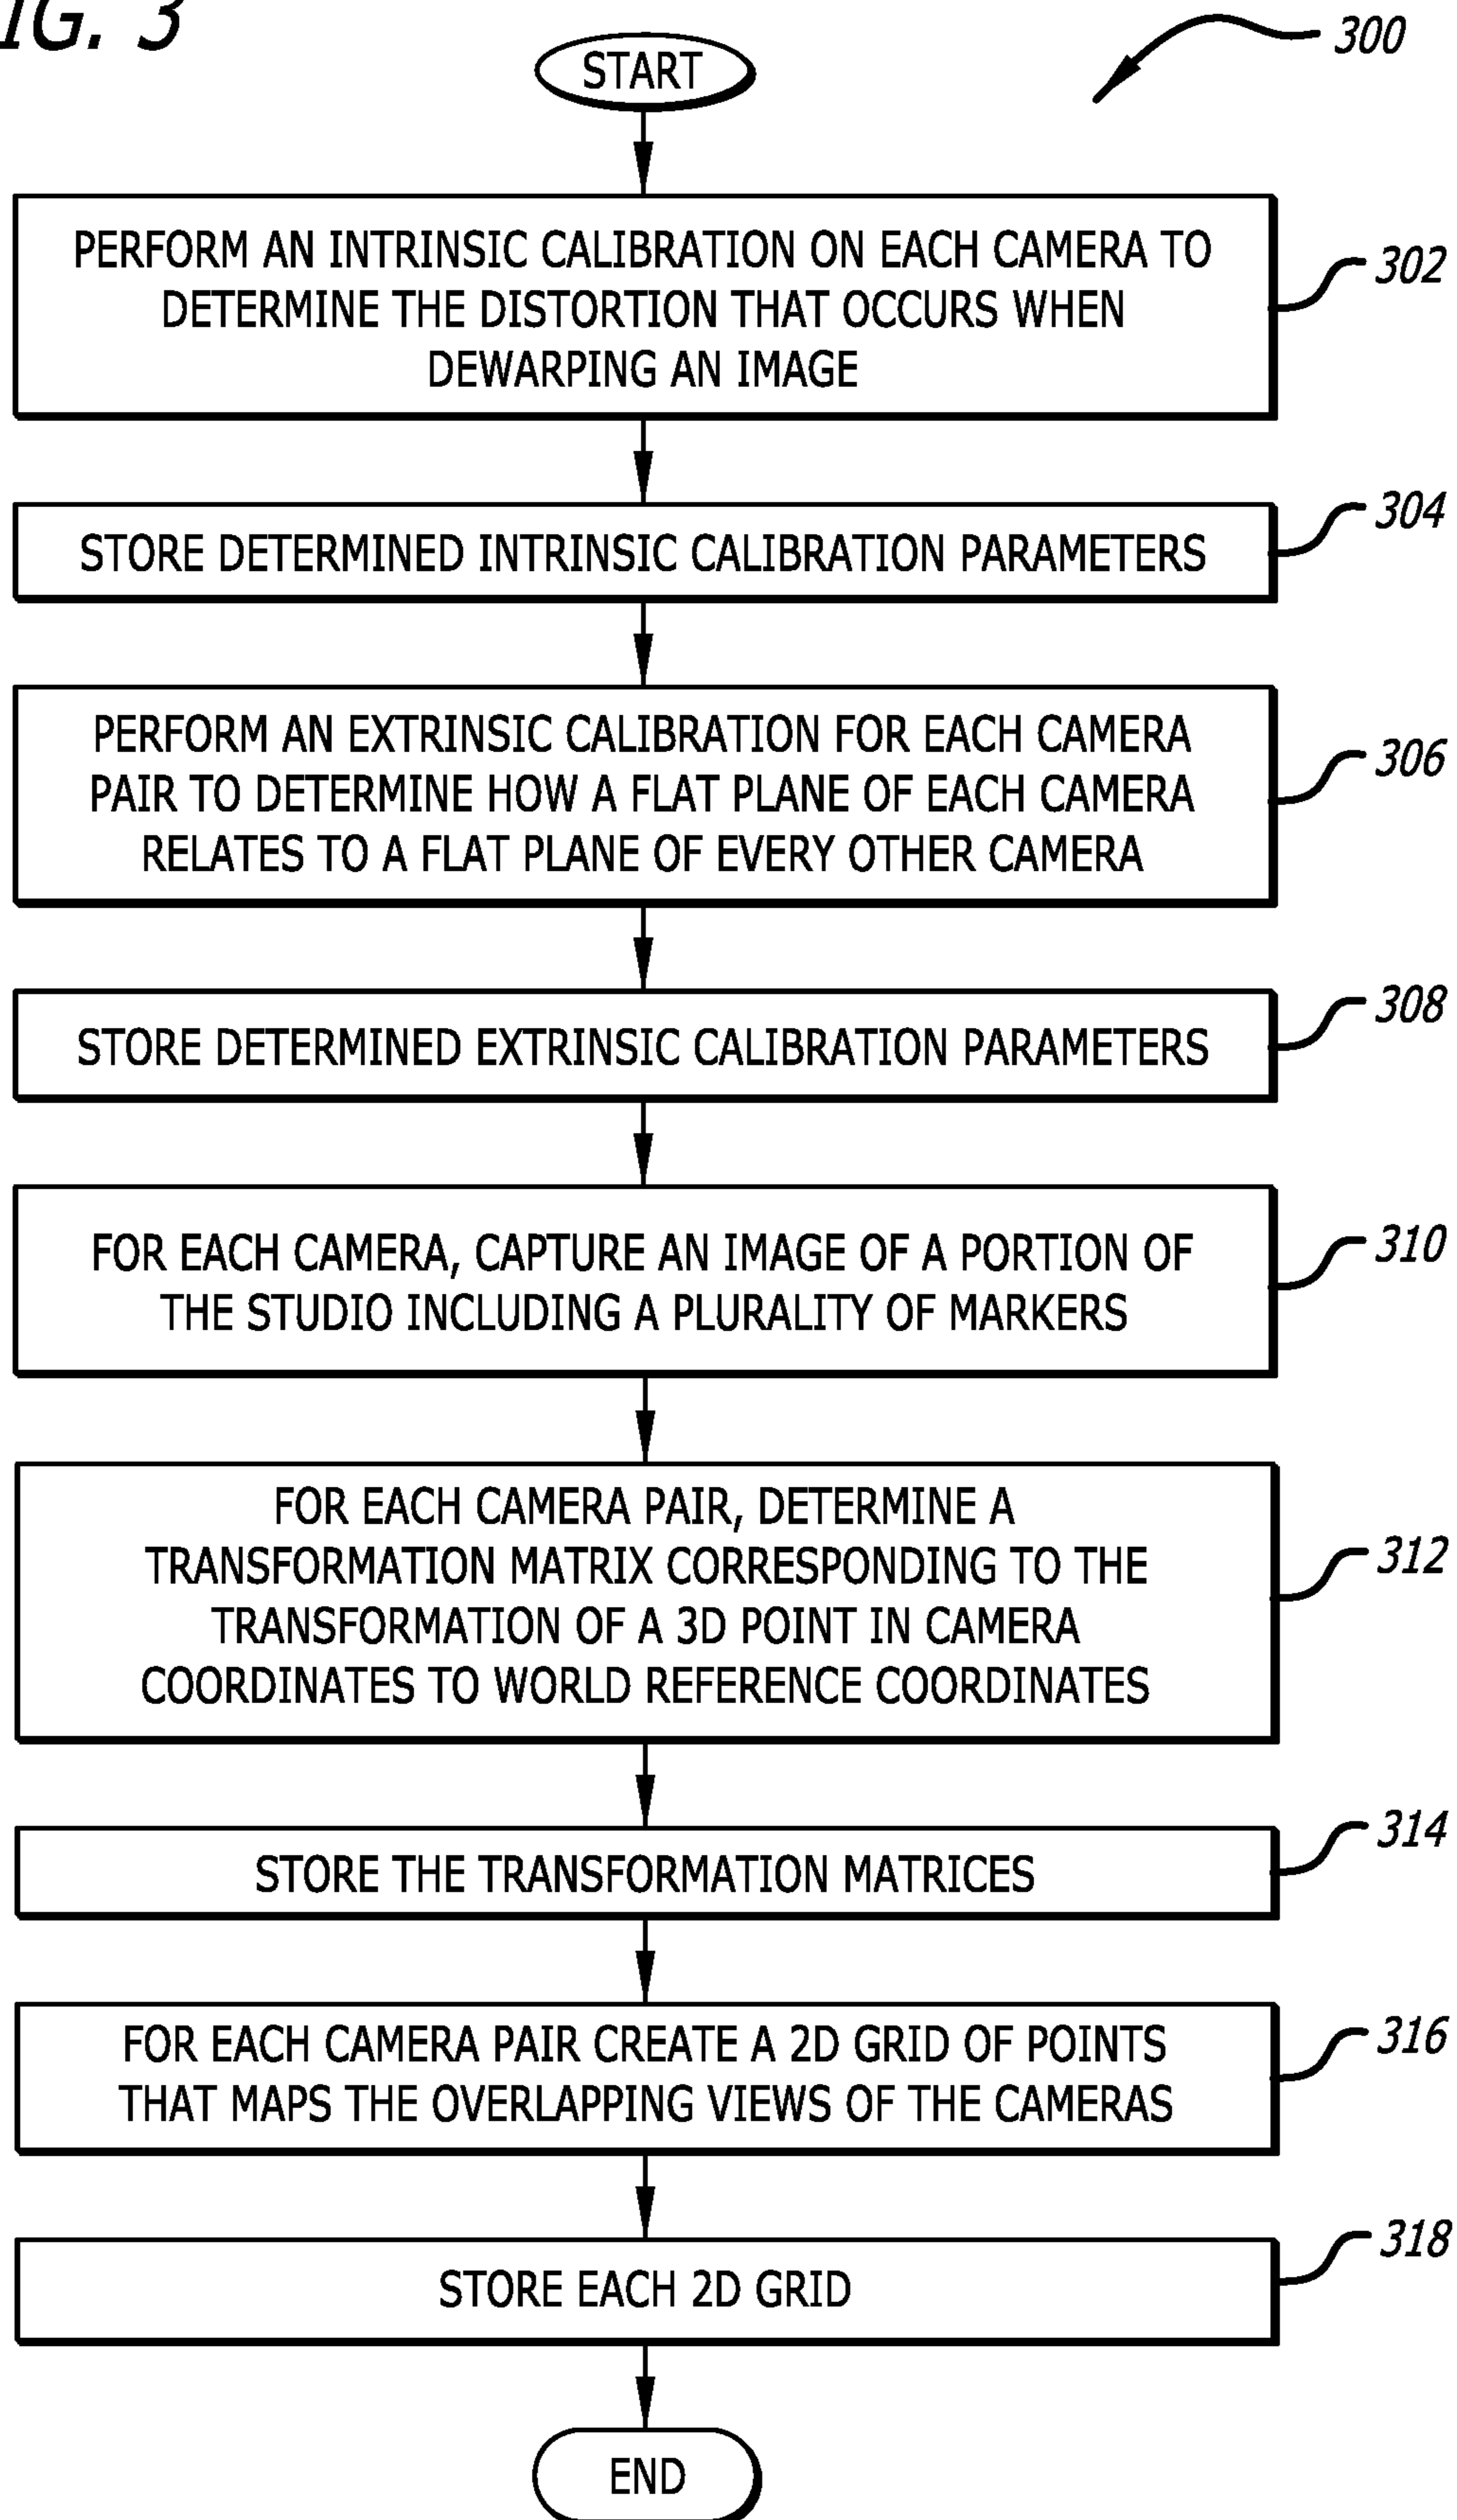 IG. 3
300
START
PERFORM AN INTRINSIC CALIBRATION ON EACH CAMERA TO
DETERMINE THE DISTORTION THAT OCCURS WHEN
DEWARPING AN IMAGE
302
STORE DETERMINED INTRINSIC CALIBRATION PARAMETERS
304
PERFORM AN EXTRINSIC CALIBRATION FOR EACH CAMERA
PAIR TO DETERMINE HOW A FLAT PLANE OF EACH CAMERA
RELATES TO A FLAT PLANE OF EVERY OTHER CAMERA
306
STORE DETERMINED EXTRINSIC CALIBRATION PARAMETERS
308
FOR EACH CAMERA, CAPTURE AN IMAGE OF A PORTION OF
THE STUDIO INCLUDING A PLURALITY OF MARKERS
310
FOR EACH CAMERA PAIR, DETERMINE A
TRANSFORMATION MATRIX CORRESPONDING TO THE
TRANSFORMATION OF A 3D POINT IN CAMERA
COORDINATES TO WORLD REFERENCE COORDINATES
312
STORE THE TRANSFORMATION MATRICES
314
FOR EACH CAMERA PAIR CREATE A 2D GRID OF POINTS
THAT MAPS THE OVERLAPPING VIEWS OF THE CAMERAS
316
STORE EACH 2D GRID
318
END